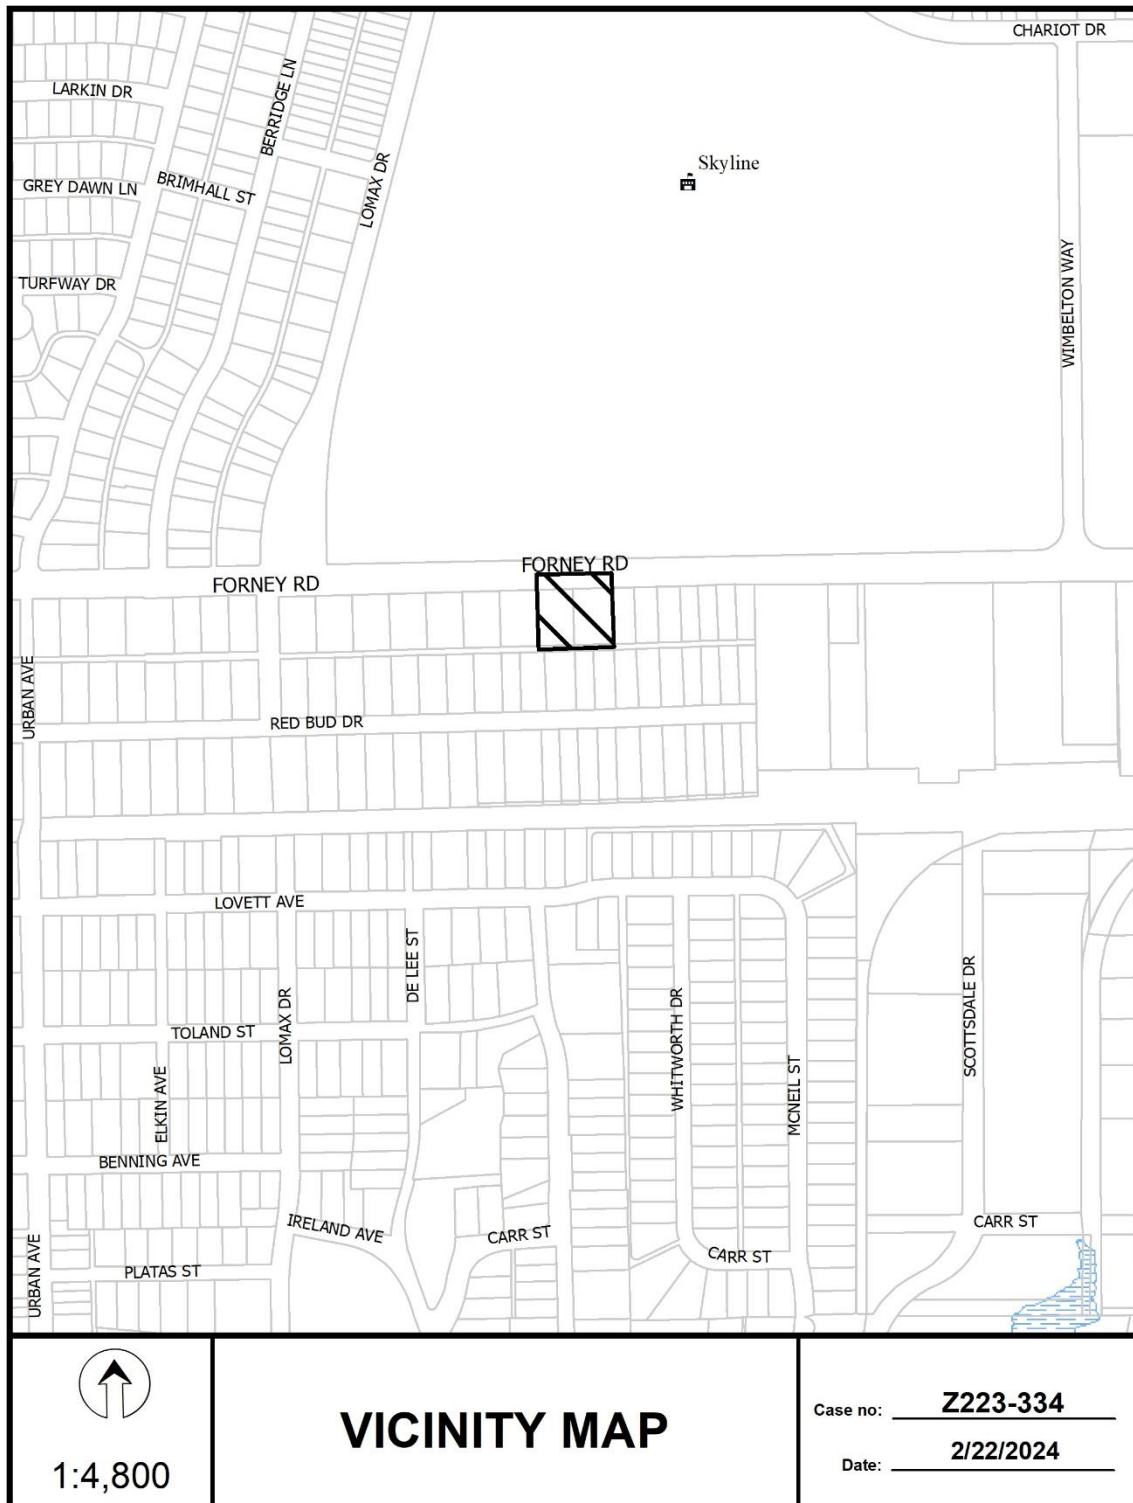 CHARIOT DR
LARKIN DR
BERRIDGE LN
Skyline
GREY DAWN LN
BRIMHALL ST
LOMAX DR
TURFWAY DR
WIMBELTON WAY
FORNEY RD
FORNEY RD
URBAN AVE
RED BUD DR
LOVETT AVE
DE LEE ST
LOMAX DR
WHITWORTH DR
SCOTTSDALE DR
TOLAND ST
ELKIN AVE
MCNEIL ST
BENNING AVE
IRELAND AVE
CARR ST
CARR ST
CARR ST
URBAN AVE
PLATAS ST
1:4,800
VICINITY MAP
Case no: Z223-334
Date: 2/22/2024